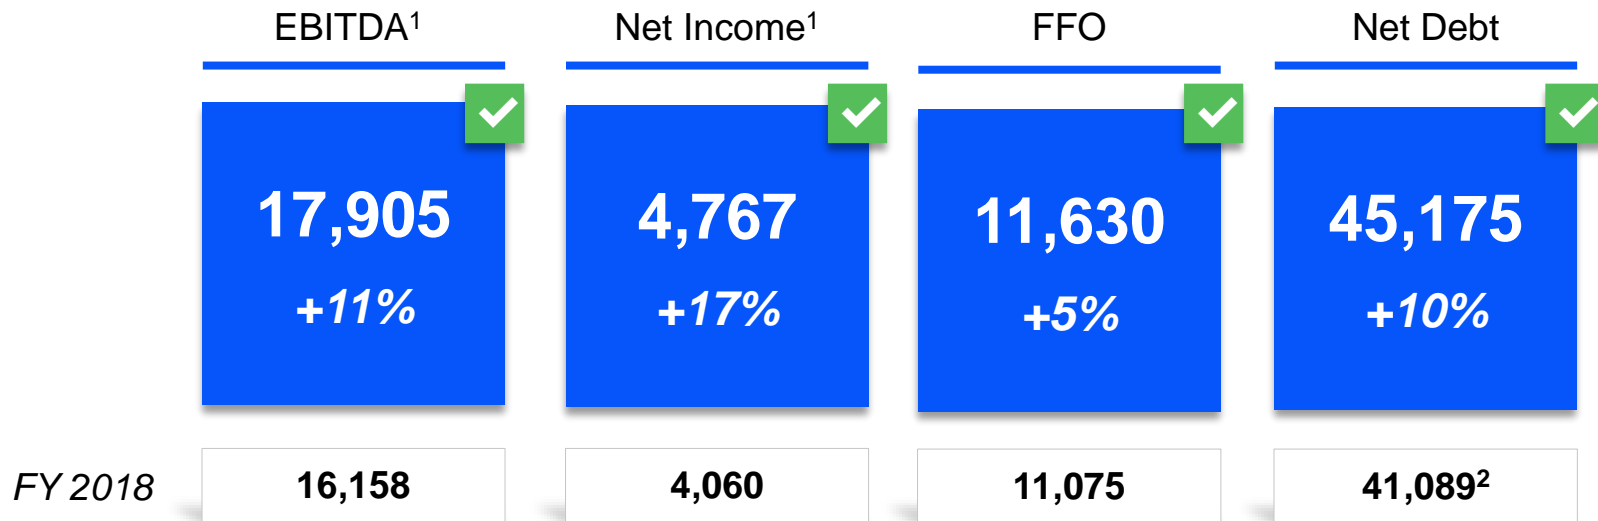 EBITDA¹ Net Income¹ FFO Net Debt
17,905 4,767 11,630 45,175
+11% +17% +5% +10%
FY 2018 16,158 4,060 11,075 41,089²